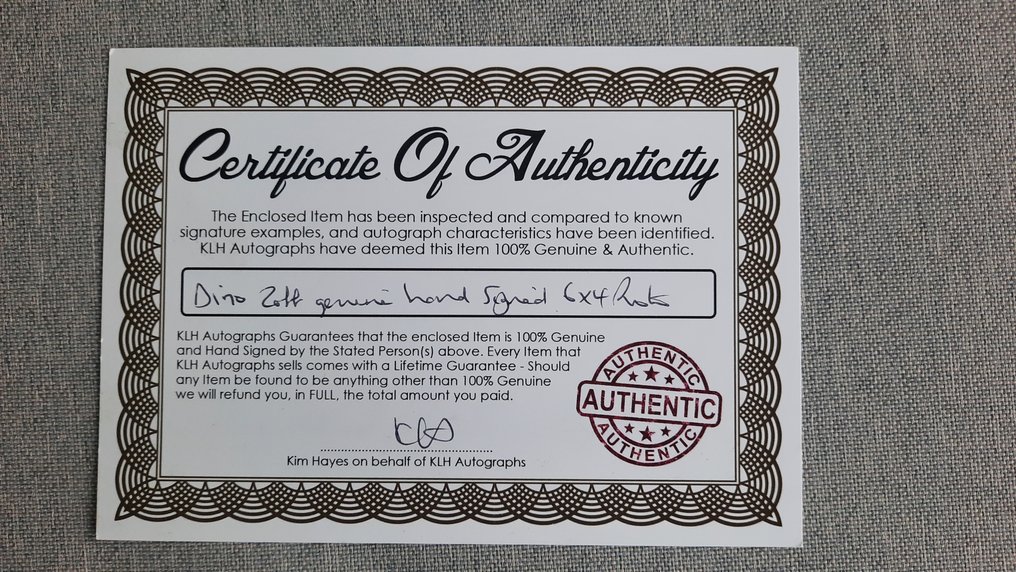 Certificate Of Authenticity
The Enclosed Item has been inspected and compared to known
signature examples, and autograph characteristics have been identified.
KLH Autographs have deemed this Item 100% Genuine & Authentic.
Dino Zoff genuine hand signed 6x4 Photo
KLH Autographs Guarantees that the enclosed Item is 100% Genuine
and Hand Signed by the Stated Person(s) above. Every Item that
KLH Autographs sells comes with a Lifetime Guarantee - Should
any Item be found to be anything other than 100% Genuine
we will refund you, in FULL, the total amount you paid.
AUTHENTIC
AUTHENTIC
AUTHENTIC
Kim Hayes on behalf of KLH Autographs